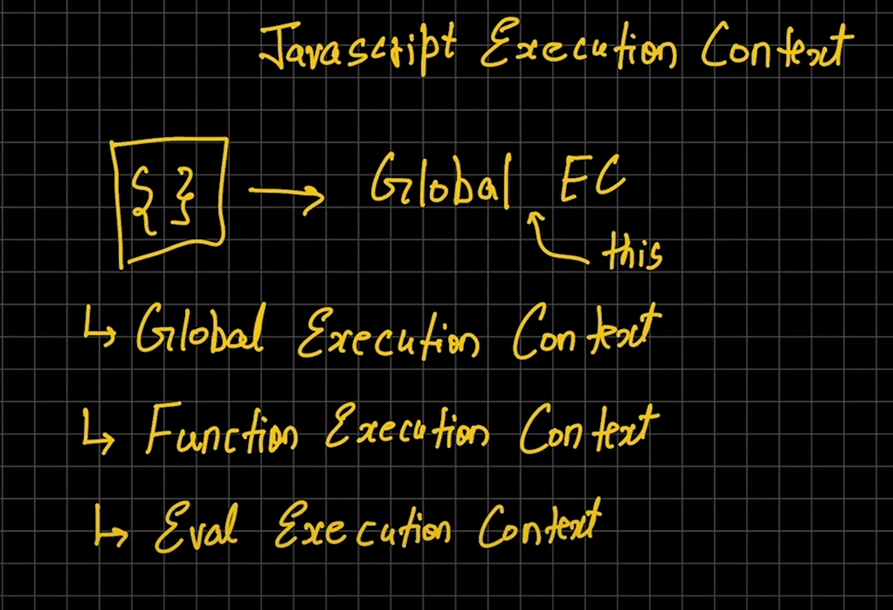 Javascript Execution Context
{ } → Global EC
this
↳ Global Execution Context
↳ Function Execution Context
↳ Eval Execution Context